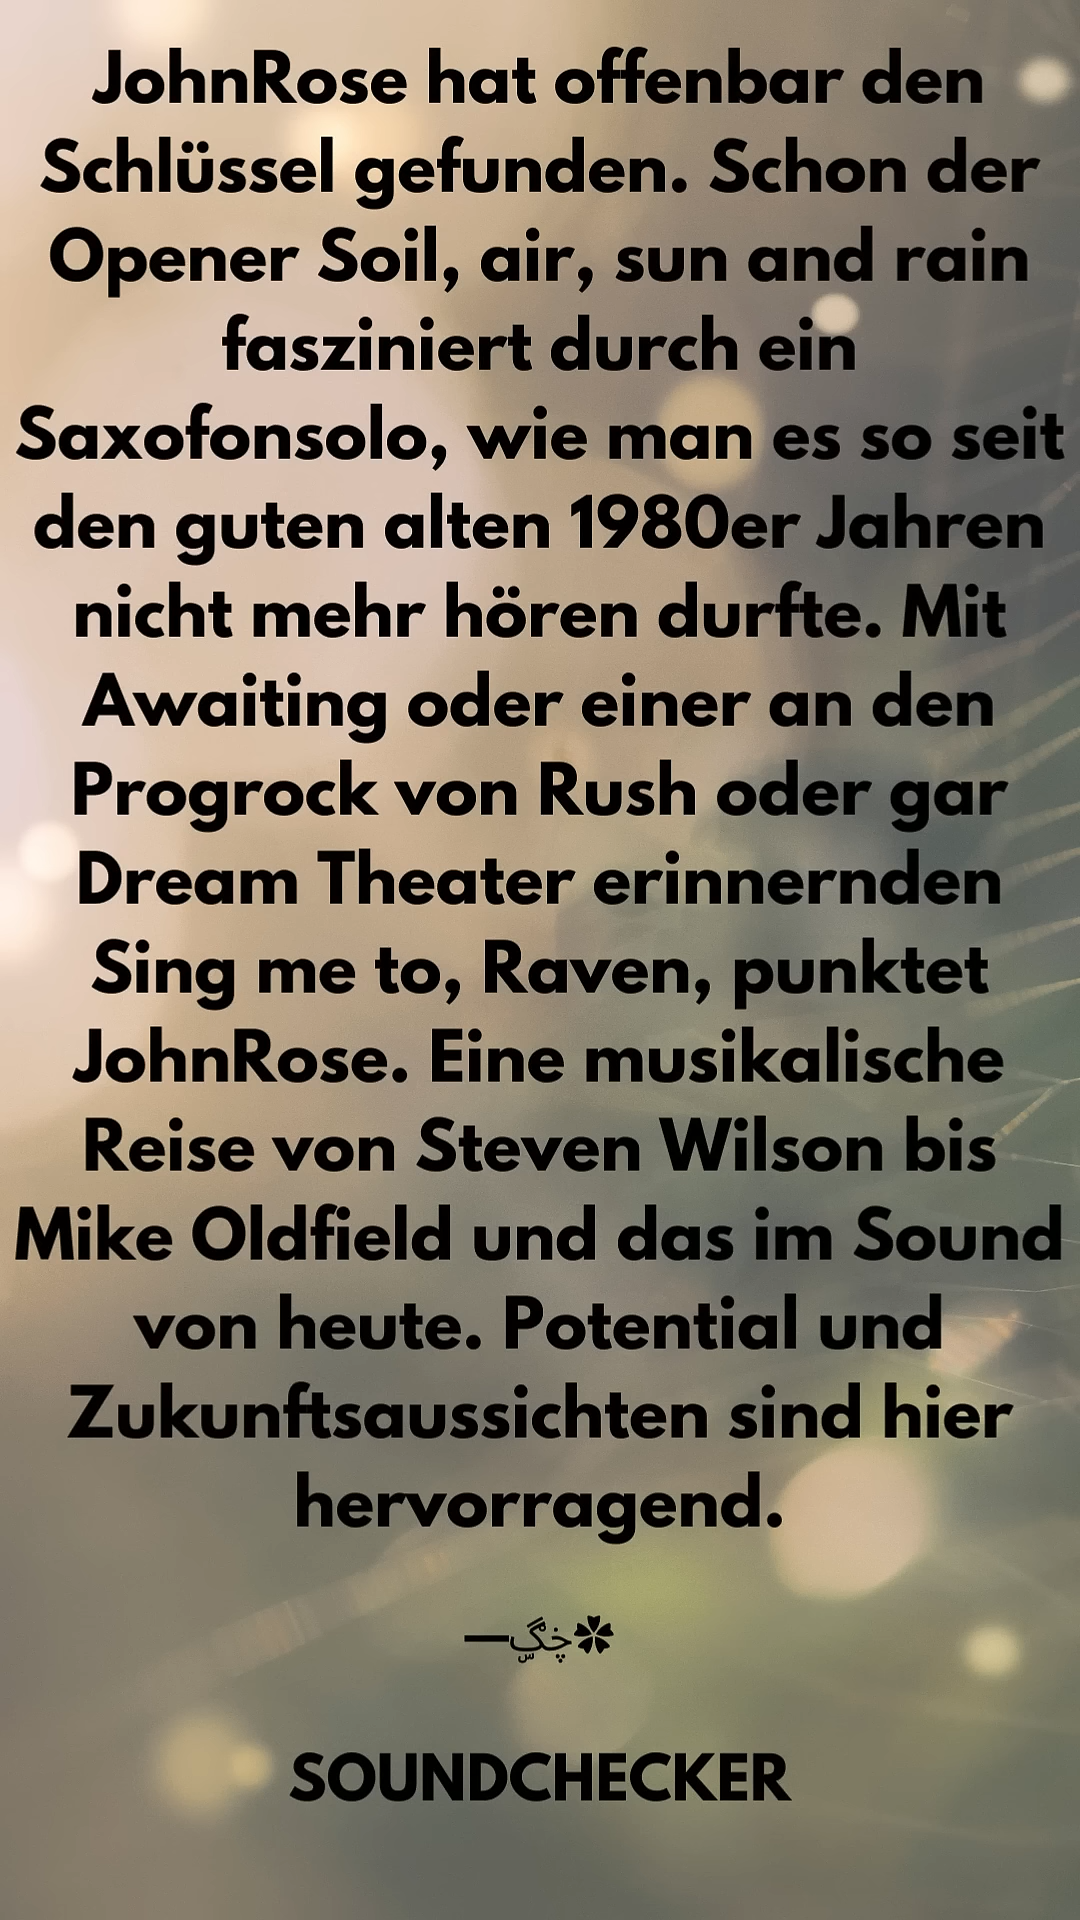 JohnRose hat offenbar den
Schlüssel gefunden. Schon der
Opener Soil, air, sun and rain
fasziniert durch ein
Saxofonsolo, wie man es so seit
den guten alten 1980er Jahren
nicht mehr hören durfte. Mit
Awaiting oder einer an den
Progrock von Rush oder gar
Dream Theater erinnernden
Sing me to, Raven, punktet
JohnRose. Eine musikalische
Reise von Steven Wilson bis
Mike Oldfield und das im Sound
von heute. Potential und
Zukunftsaussichten sind hier
hervorragend.
SOUNDCHECKER